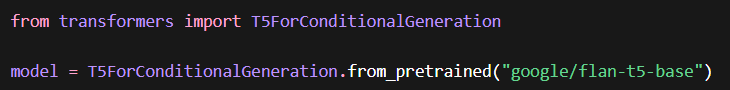 from transformers import T5ForConditionalGeneration
model = T5ForConditionalGeneration.from_pretrained("google/flan-t5-base")